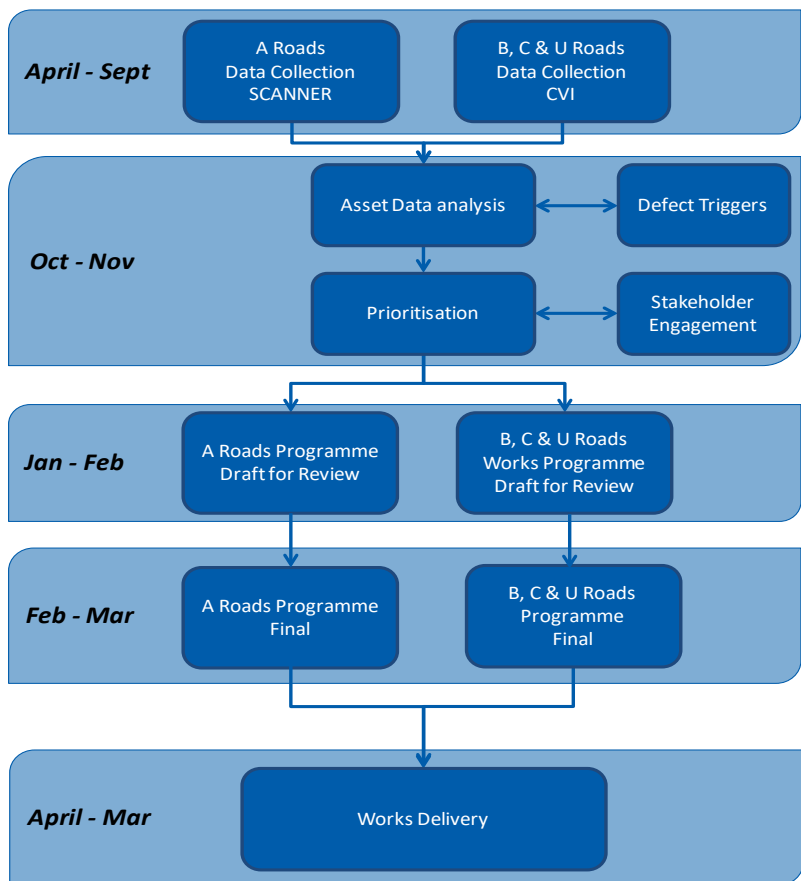 April - Sept
A Roads
Data Collection
SCANNER
B, C & U Roads
Data Collection
CVI
Oct - Nov
Asset Data analysis
Defect Triggers
Prioritisation
Stakeholder
Engagement
Jan - Feb
A Roads Programme
Draft for Review
B, C & U Roads
Works Programme
Draft for Review
Feb - Mar
A Roads Programme
Final
B, C & U Roads
Programme
Final
April - Mar
Works Delivery